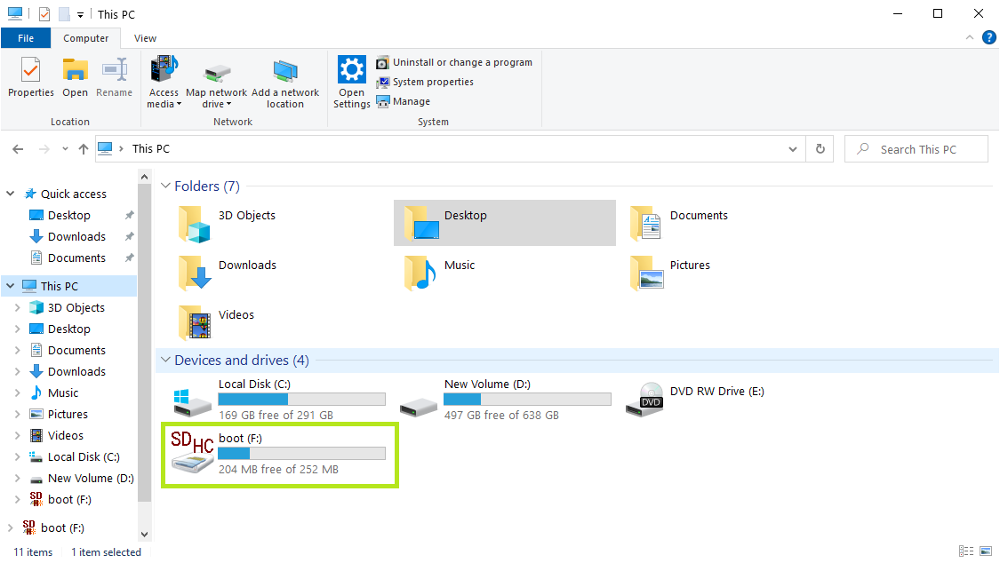 This PC
File
Computer
View
?
Properties
Open
Rename
Access media
Map network drive
Add a network location
Open Settings
Uninstall or change a program
System properties
Manage
Location
Network
System
This PC
Search This PC
Quick access
Desktop
Downloads
Documents
This PC
3D Objects
Desktop
Documents
Downloads
Music
Pictures
Videos
Local Disk (C:)
New Volume (D:)
SD boot (F:)
SD boot (F:)
Folders (7)
3D Objects
Desktop
Documents
Downloads
Music
Pictures
Videos
Devices and drives (4)
Local Disk (C:)
169 GB free of 291 GB
New Volume (D:)
497 GB free of 638 GB
DVD
DVD RW Drive (E:)
SDHC
boot (F:)
204 MB free of 252 MB
11 items
1 item selected